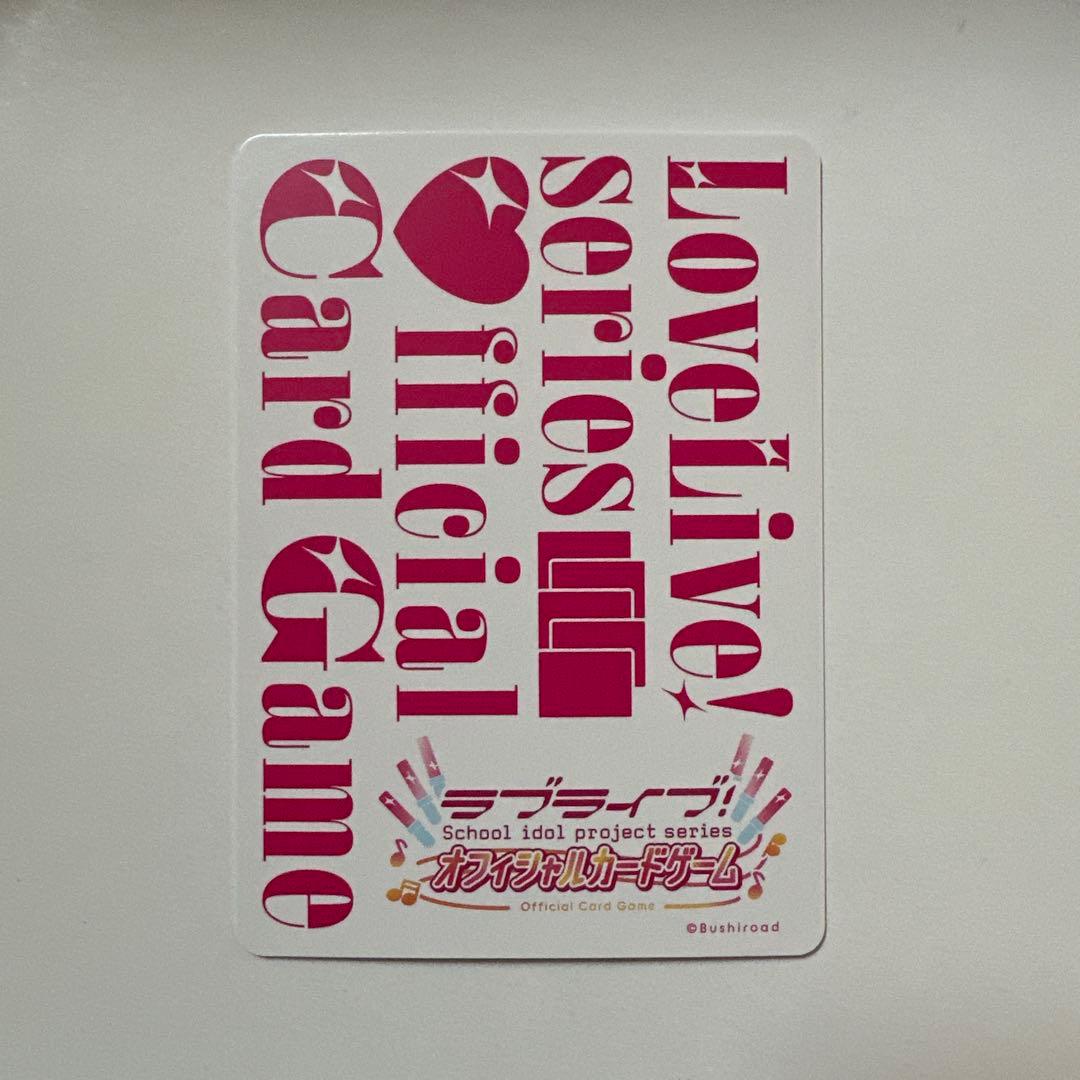 LoveLive!
series
Official
Card Game
ラブライブ!
School idol project series
オフィシャルカードゲーム
Official Card Game
©Bushiroad